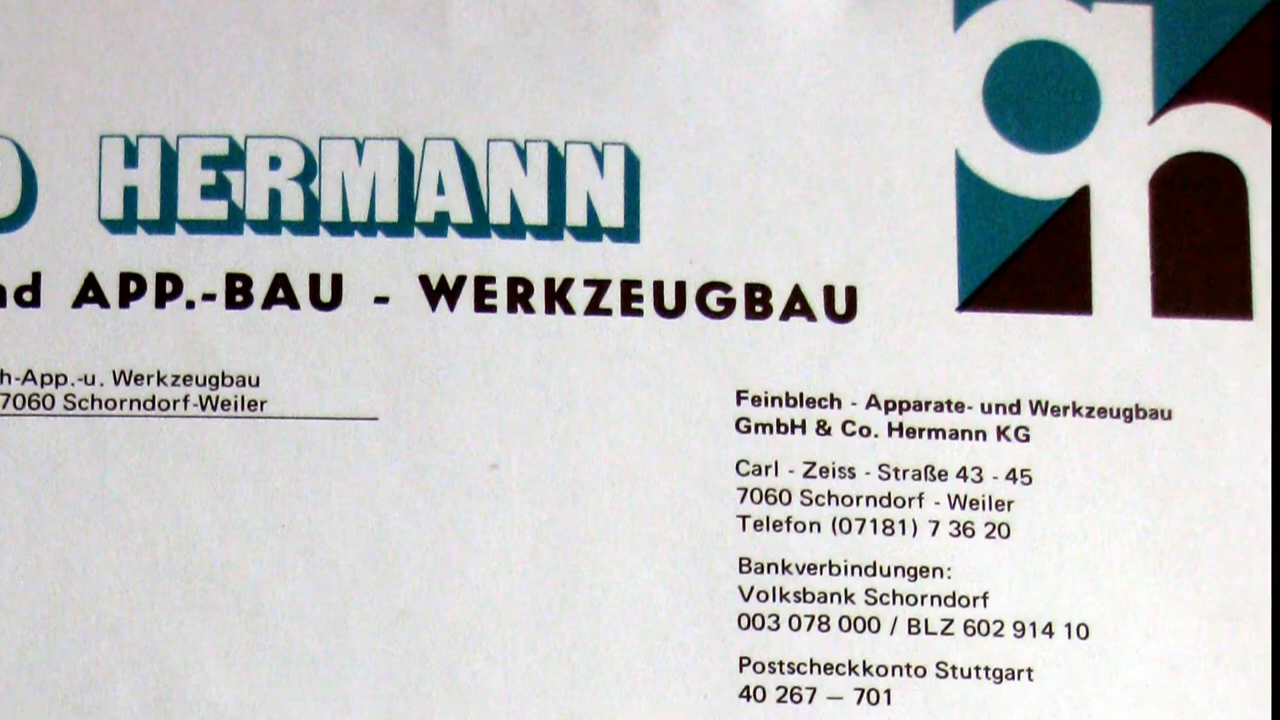 HERMANN
gh
APP.-BAU - WERKZEUGBAU
h-App.-u. Werkzeugbau
7060 Schorndorf-Weiler
Feinblech - Apparate- und Werkzeugbau
GmbH & Co. Hermann KG
Carl - Zeiss - Straße 43 - 45
7060 Schorndorf - Weiler
Telefon (07181) 7 36 20
Bankverbindungen:
Volksbank Schorndorf
003 078 000 / BLZ 602 914 10
Postscheckkonto Stuttgart
40 267 — 701